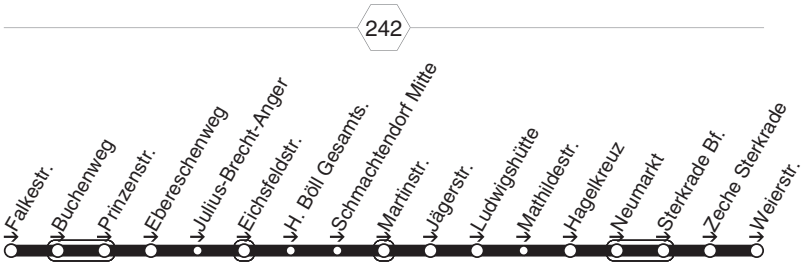 242
Falkestr.
Buchenweg
Prinzenstr.
Ebereschenweg
Julius-Brecht-Anger
Eichsfeldstr.
H. Böll Gesamts.
Schmachtendorf Mitte
Martinstr.
Jägerstr.
Ludwigshütte
Mathildestr.
Hagelkreuz
Neumarkt
Sterkrade Bf.
Zeche Sterkrade
Weierstr.